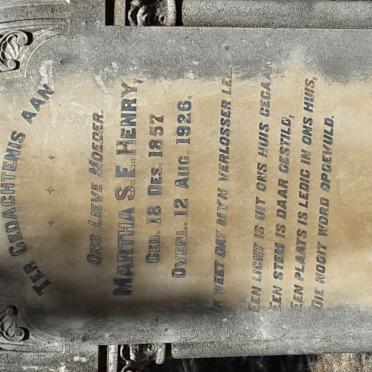 TER GEDACHTENIS AAN
ONS LIEVE MOEDER.
MARTHA S. E. HENRY,
GEB. 18 DES. 1857
OVERL. 12 AUG. 1926.
IK WEET DAT MYN VERLOSSER
EEN LICHT IS UIT ONS HUIS GEGAAN
EEN STEM IS DAAR GESTILD,
EEN PLAATS IS LEDIG IN ONS HUIS,
DIE NOOIT WORD OPGEVULD.